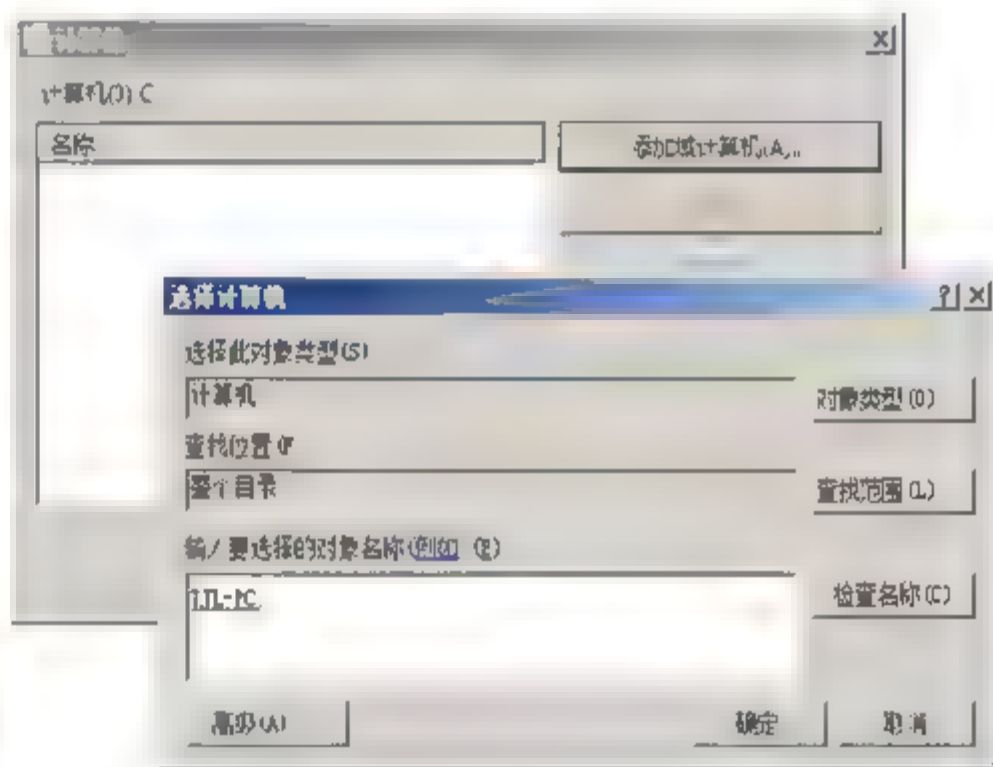 计算机(O) C
名称
添加域计算机(A)...
选择计算机
选择此对象类型(S)
计算机
对象类型(O)
查找位置(F
整个目录
查找范围(L)
输入要选择的对象名称(例如 (E)
检查名称(C)
高级(A)
确定
取消